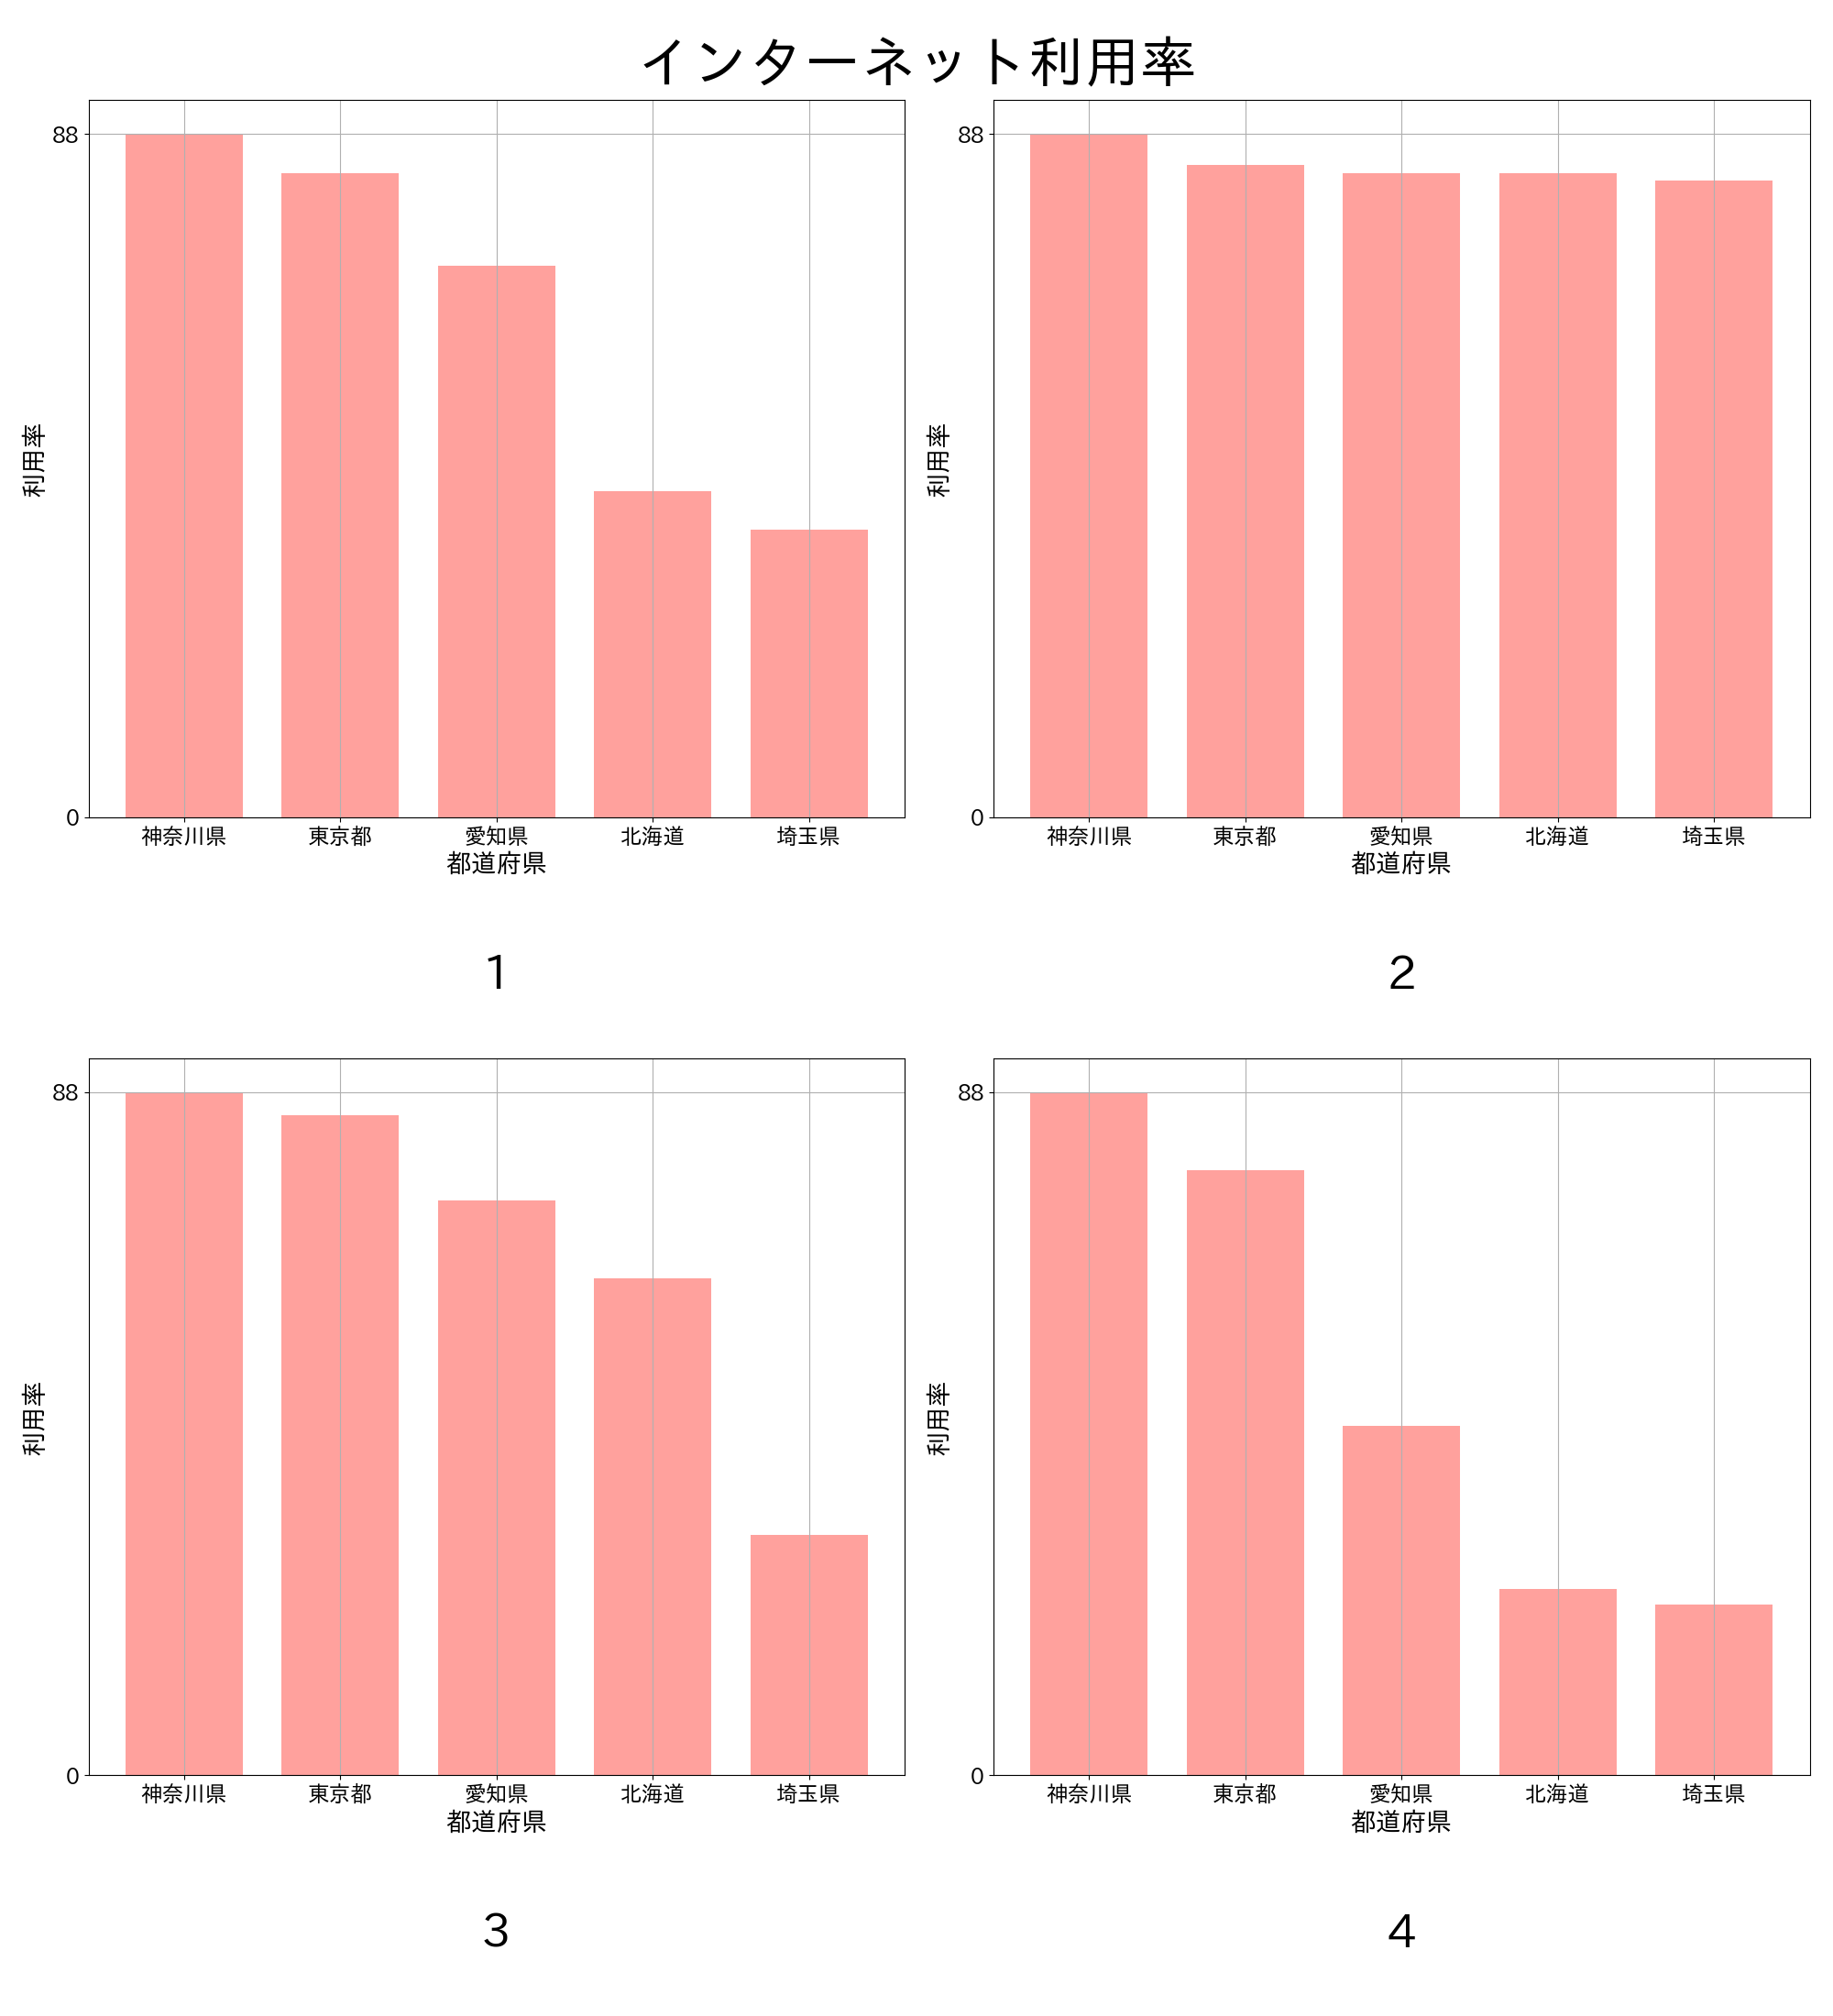 インターネット利用率
88
0
利用率
神奈川県 東京都 愛知県 北海道 埼玉県
都道府県
1
88
0
利用率
神奈川県 東京都 愛知県 北海道 埼玉県
都道府県
2
88
0
利用率
神奈川県 東京都 愛知県 北海道 埼玉県
都道府県
3
88
0
利用率
神奈川県 東京都 愛知県 北海道 埼玉県
都道府県
4